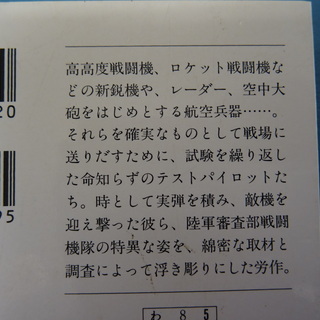 高高度戦闘機、ロケット戦闘機な
どの新鋭機や、レーダー、空中大
砲をはじめとする航空兵器……。
それらを確実なものとして戦場に
送りだすために、試験を繰り返し
た命知らずのテストパイロットた
ち。時として実弾を積み、敵機を
迎え撃った彼ら、陸軍審査部戦闘
機隊の特異な姿を、綿密な取材と
調査によって浮き彫りにした労作。
わ 8 5
20
95